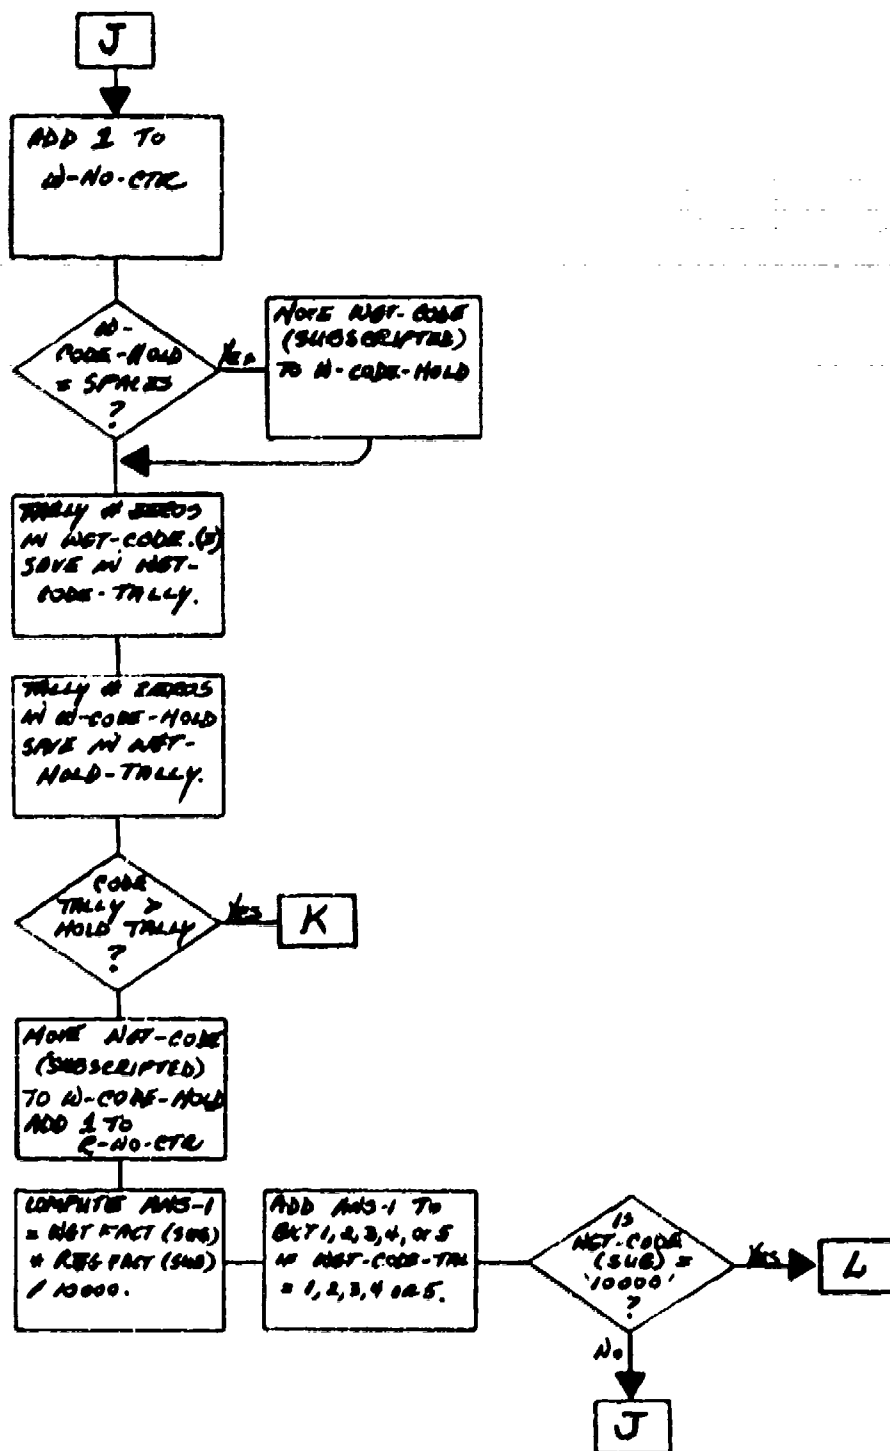 J
ADD 1 TO
W-NO-CTR
W-
CODE-HOLD
= SPACES
?
Yes
MOVE WGT-CODE
(SUBSCRIPTED)
TO W-CODE-HOLD
TALLY # ZEROS
IN WGT-CODE.(S)
SAVE IN WGT-
CODE-TALLY.
TALLY # ZEROS
IN W-CODE-HOLD
SAVE IN WGT-
HOLD-TALLY.
CODE
TALLY >
HOLD TALLY
?
Yes
K
MOVE WGT-CODE
(SUBSCRIPTED)
TO W-CODE-HOLD
ADD 1 TO
R-NO-CTR
COMPUTE ANS-1
= WGT FACT (SUB)
* REG FACT (SUB)
/ 10000.
ADD ANS-1 TO
BKT 1, 2, 3, 4, OR 5
IF WGT-CODE-TAL
= 1, 2, 3, 4 OR 5.
IS
WGT-CODE
(SUB) =
'10000'
?
Yes
L
No
J